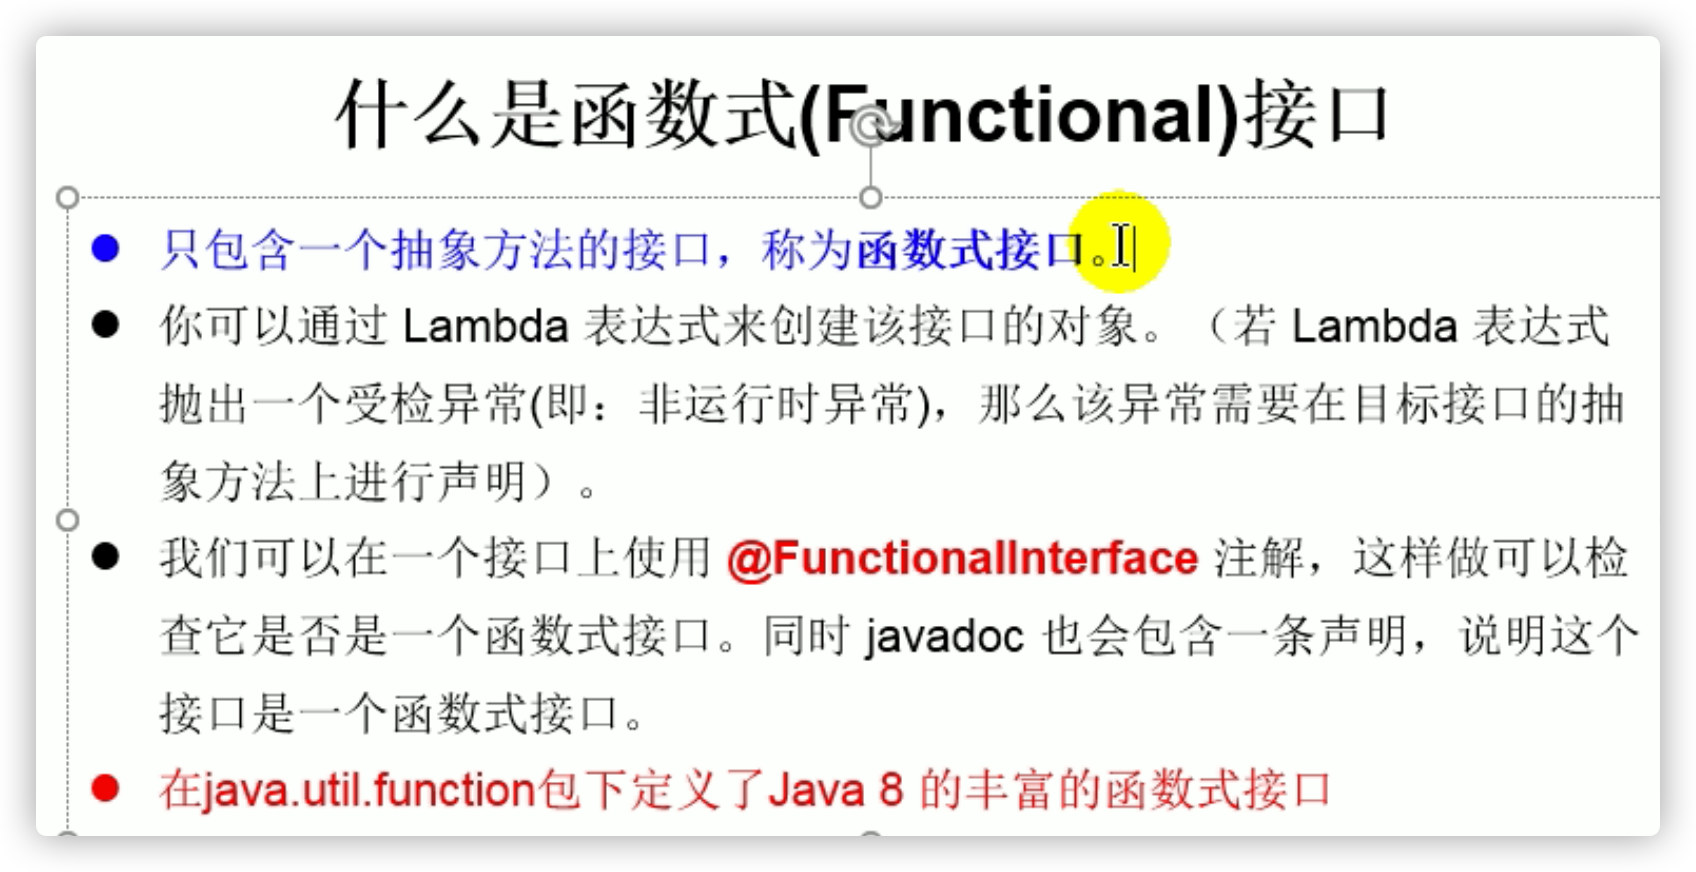 什么是函数式(Functional)接口
只包含一个抽象方法的接口，称为函数式接口。
你可以通过 Lambda 表达式来创建该接口的对象。（若 Lambda 表达式
抛出一个受检异常(即：非运行时异常)，那么该异常需要在目标接口的抽
象方法上进行声明）。
我们可以在一个接口上使用 @FunctionalInterface 注解，这样做可以检
查它是否是一个函数式接口。同时 javadoc 也会包含一条声明，说明这个
接口是一个函数式接口。
在java.util.function包下定义了Java 8 的丰富的函数式接口